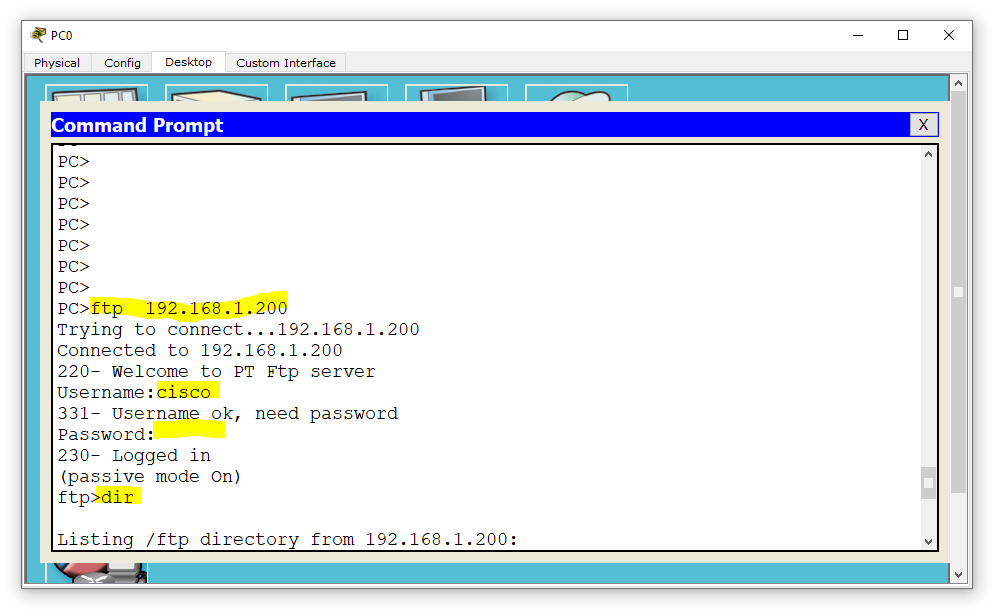 PC0
Physical Config Desktop Custom Interface
Command Prompt
X
PC>
PC>
PC>
PC>
PC>
PC>
PC>
PC>ftp  192.168.1.200
Trying to connect...192.168.1.200
Connected to 192.168.1.200
220- Welcome to PT Ftp server
Username:cisco
331- Username ok, need password
Password:
230- Logged in
(passive mode On)
ftp>dir
Listing /ftp directory from 192.168.1.200: